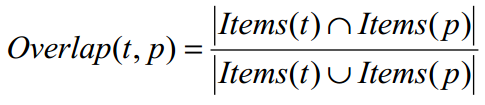 Overlap(t, p) = |Items(t) ∩ Items(p)| / |Items(t) ∪ Items(p)|